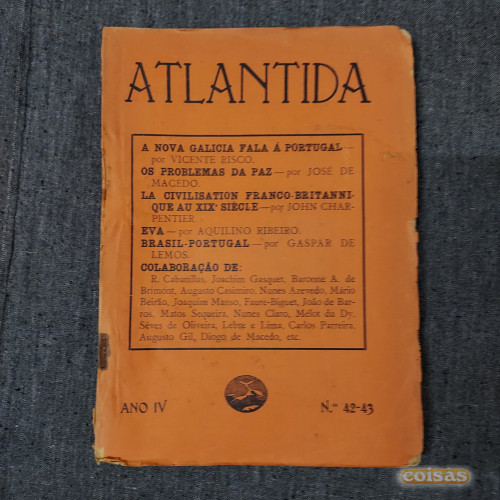 ATLANTIDA
A NOVA GALICIA FALA Á PORTUGAL—
por VICENTE RISCO.
OS PROBLEMAS DA PAZ—por JOSÉ DE
MACEDO.
LA CIVILISATION FRANCO-BRITANNI-
QUE AU XIXe SIÈCLE—por JOHN CHAR-
PENTIER
EVA—por AQUILINO RIBEIRO.
BRASIL-PORTUGAL—por GASPAR DE
LEMOS.
COLABORAÇÃO DE:
R. Cabanillas, Joachim Gasquet, Baronne A. de
Brimont, Augusto Casimiro, Nunes Azevedo, Mário
Beirão, Joaquim Manso, Faure-Biguet, João de Bar-
ros, Matos Sequeira, Nunes Claro, Mélot du Dy,
Séves de Oliveira, Lebre e Lima, Carlos Parreira,
Augusto Gil, Diogo de Macedo, etc.
ANO IV
N.os 42-43
coisas